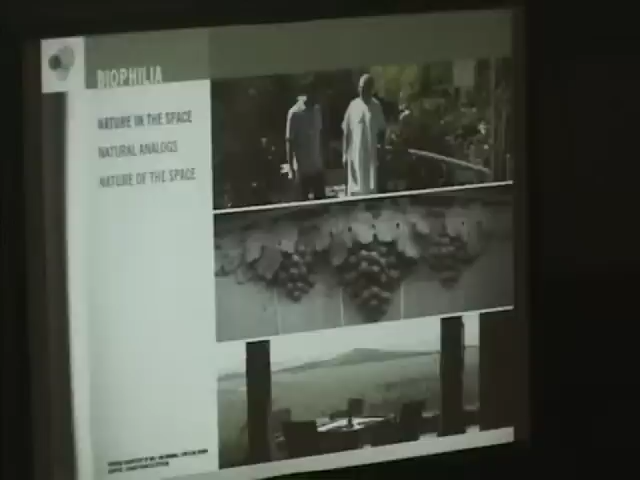 BIOPHILIA
NATURE IN THE SPACE
NATURAL ANALOGS
NATURE OF THE SPACE